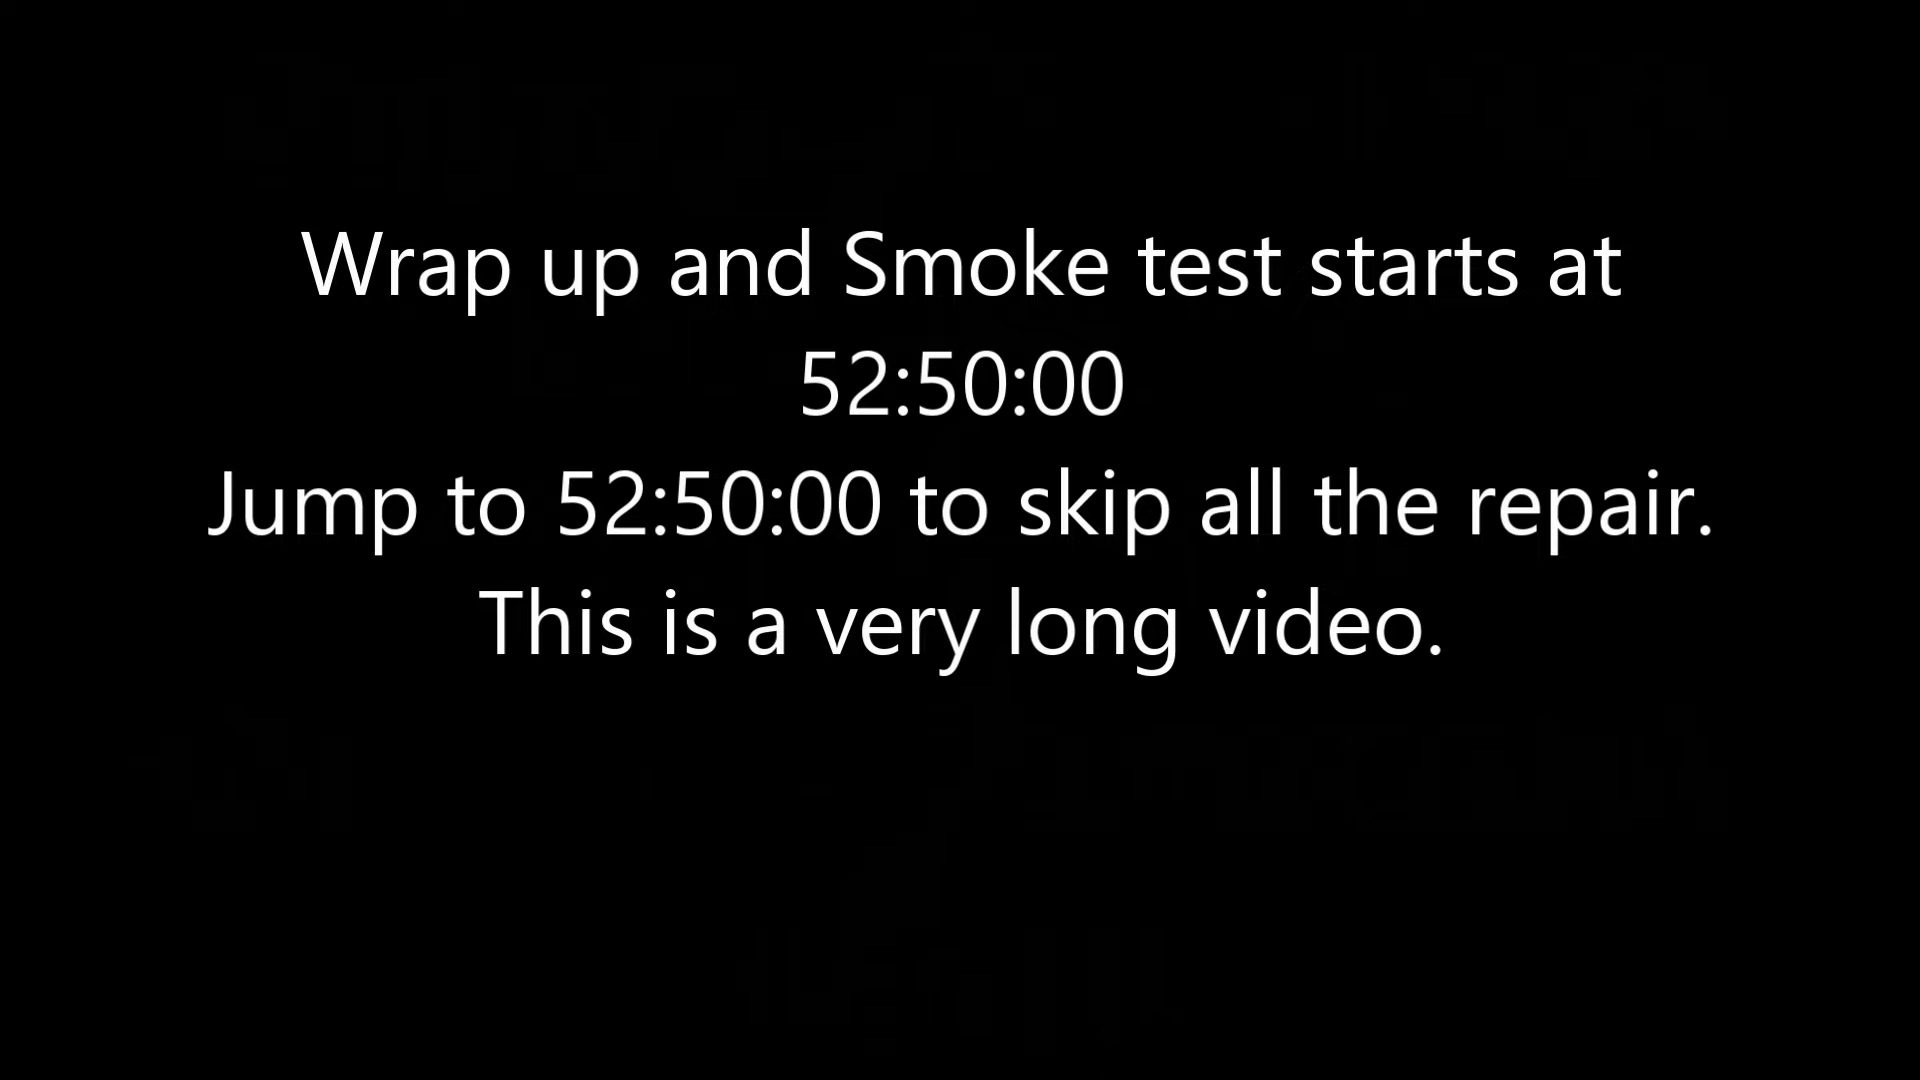 Wrap up and Smoke test starts at
52:50:00
Jump to 52:50:00 to skip all the repair.
This is a very long video.